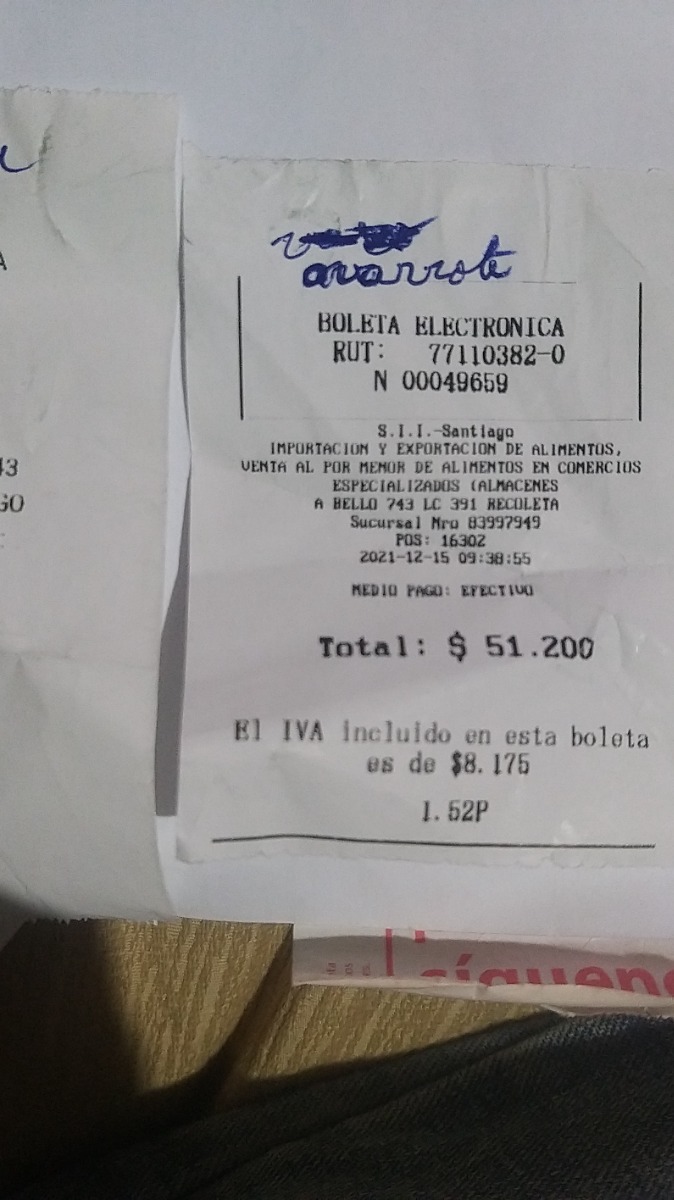 avarrote
BOLETA ELECTRONICA
RUT: 77110382-0
N 00049659
S.I.I.-Santiago
IMPORTACION Y EXPORTACION DE ALIMENTOS,
VENTA AL POR MENOR DE ALIMENTOS EN COMERCIOS
ESPECIALIZADOS (ALMACENES
A BELLO 743 LC 391 RECOLETA
Sucursal Nro 83997949
POS: 16302
2021-12-15 09:38:55
MEDIO PAGO: EFECTIVO
Total: $ 51.200
El IVA incluido en esta boleta
es de $8.175
1.52P